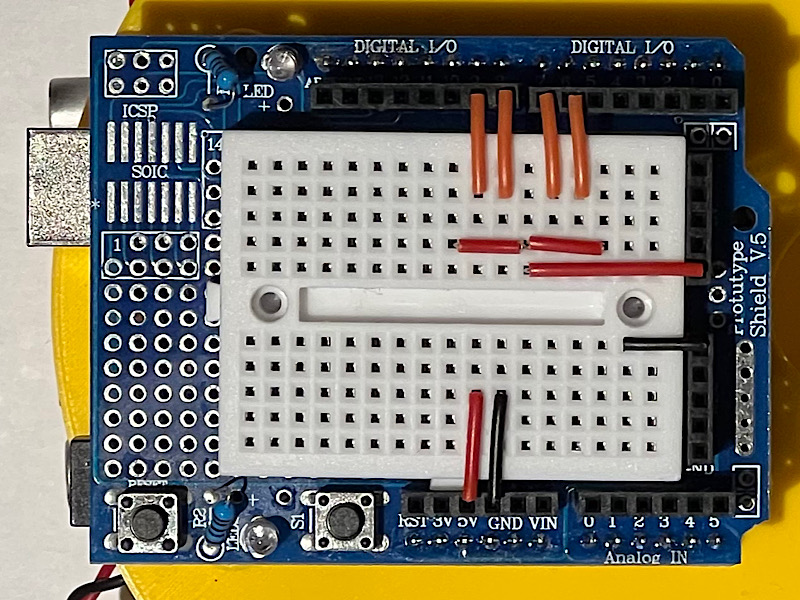 DIGITAL I/O
DIGITAL I/O
LED
+
ICSP
14
SOIC
*
1
Prototype
Shield V.5
RESET
R2
+
S1
RST 3V 5V GND VIN
0 1 2 3 4 5
Analog IN